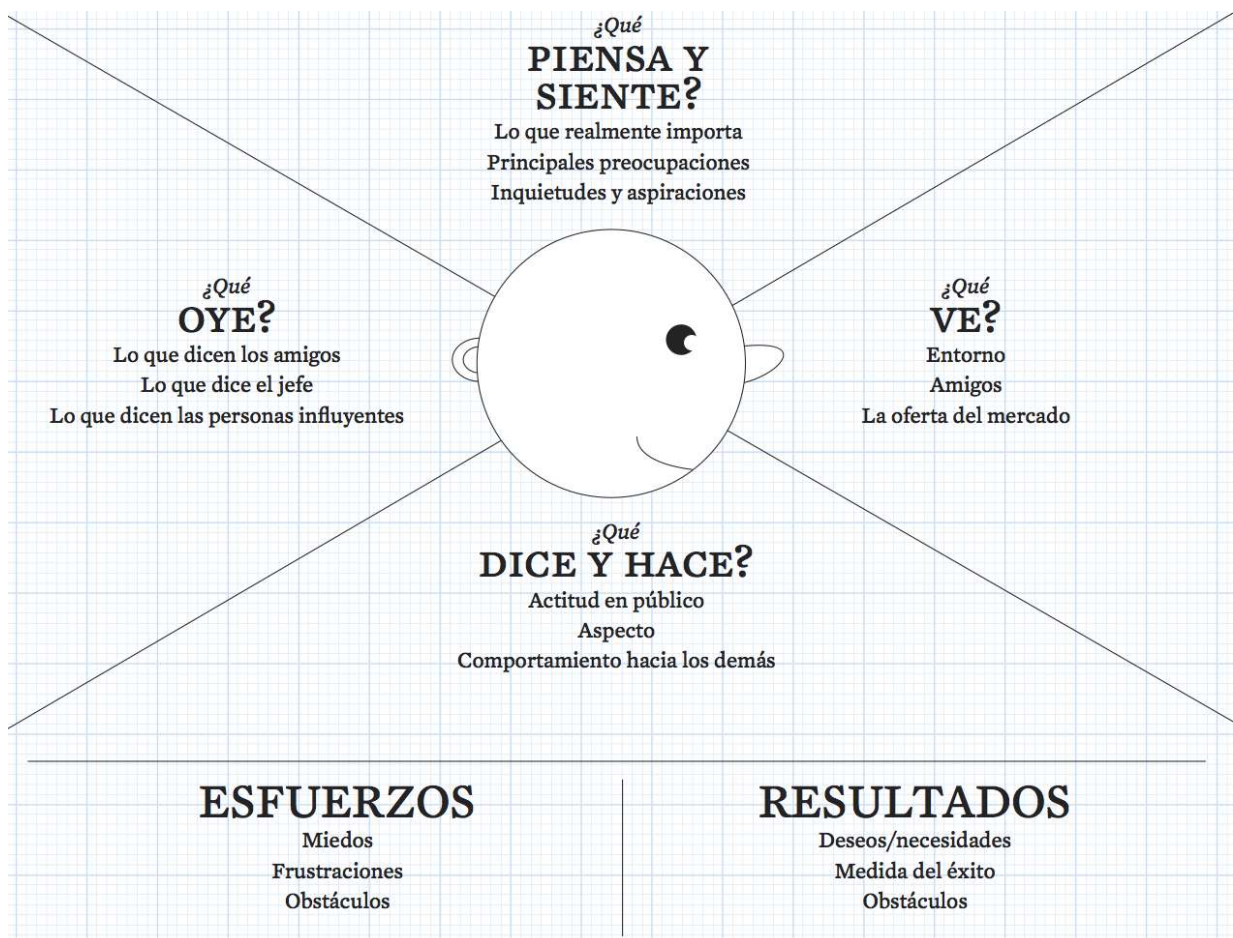 ¿Qué
PIENSA Y
SIENTE?
Lo que realmente importa
Principales preocupaciones
Inquietudes y aspiraciones
¿Qué
OYE?
Lo que dicen los amigos
Lo que dice el jefe
Lo que dicen las personas influyentes
¿Qué
VE?
Entorno
Amigos
La oferta del mercado
¿Qué
DICE Y HACE?
Actitud en público
Aspecto
Comportamiento hacia los demás
ESFUERZOS
Miedos
Frustraciones
Obstáculos
RESULTADOS
Deseos/necesidades
Medida del éxito
Obstáculos